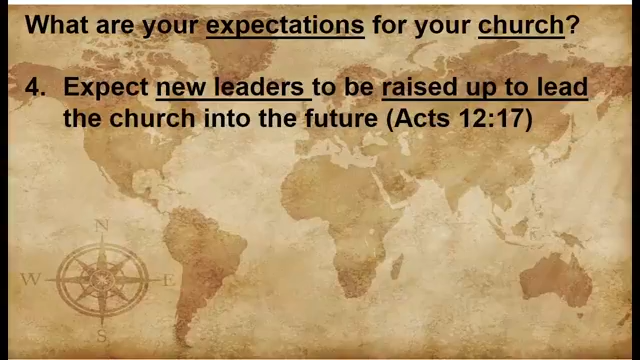 What are your expectations for your church?
4. Expect new leaders to be raised up to lead
the church into the future (Acts 12:17)
N
W E
S